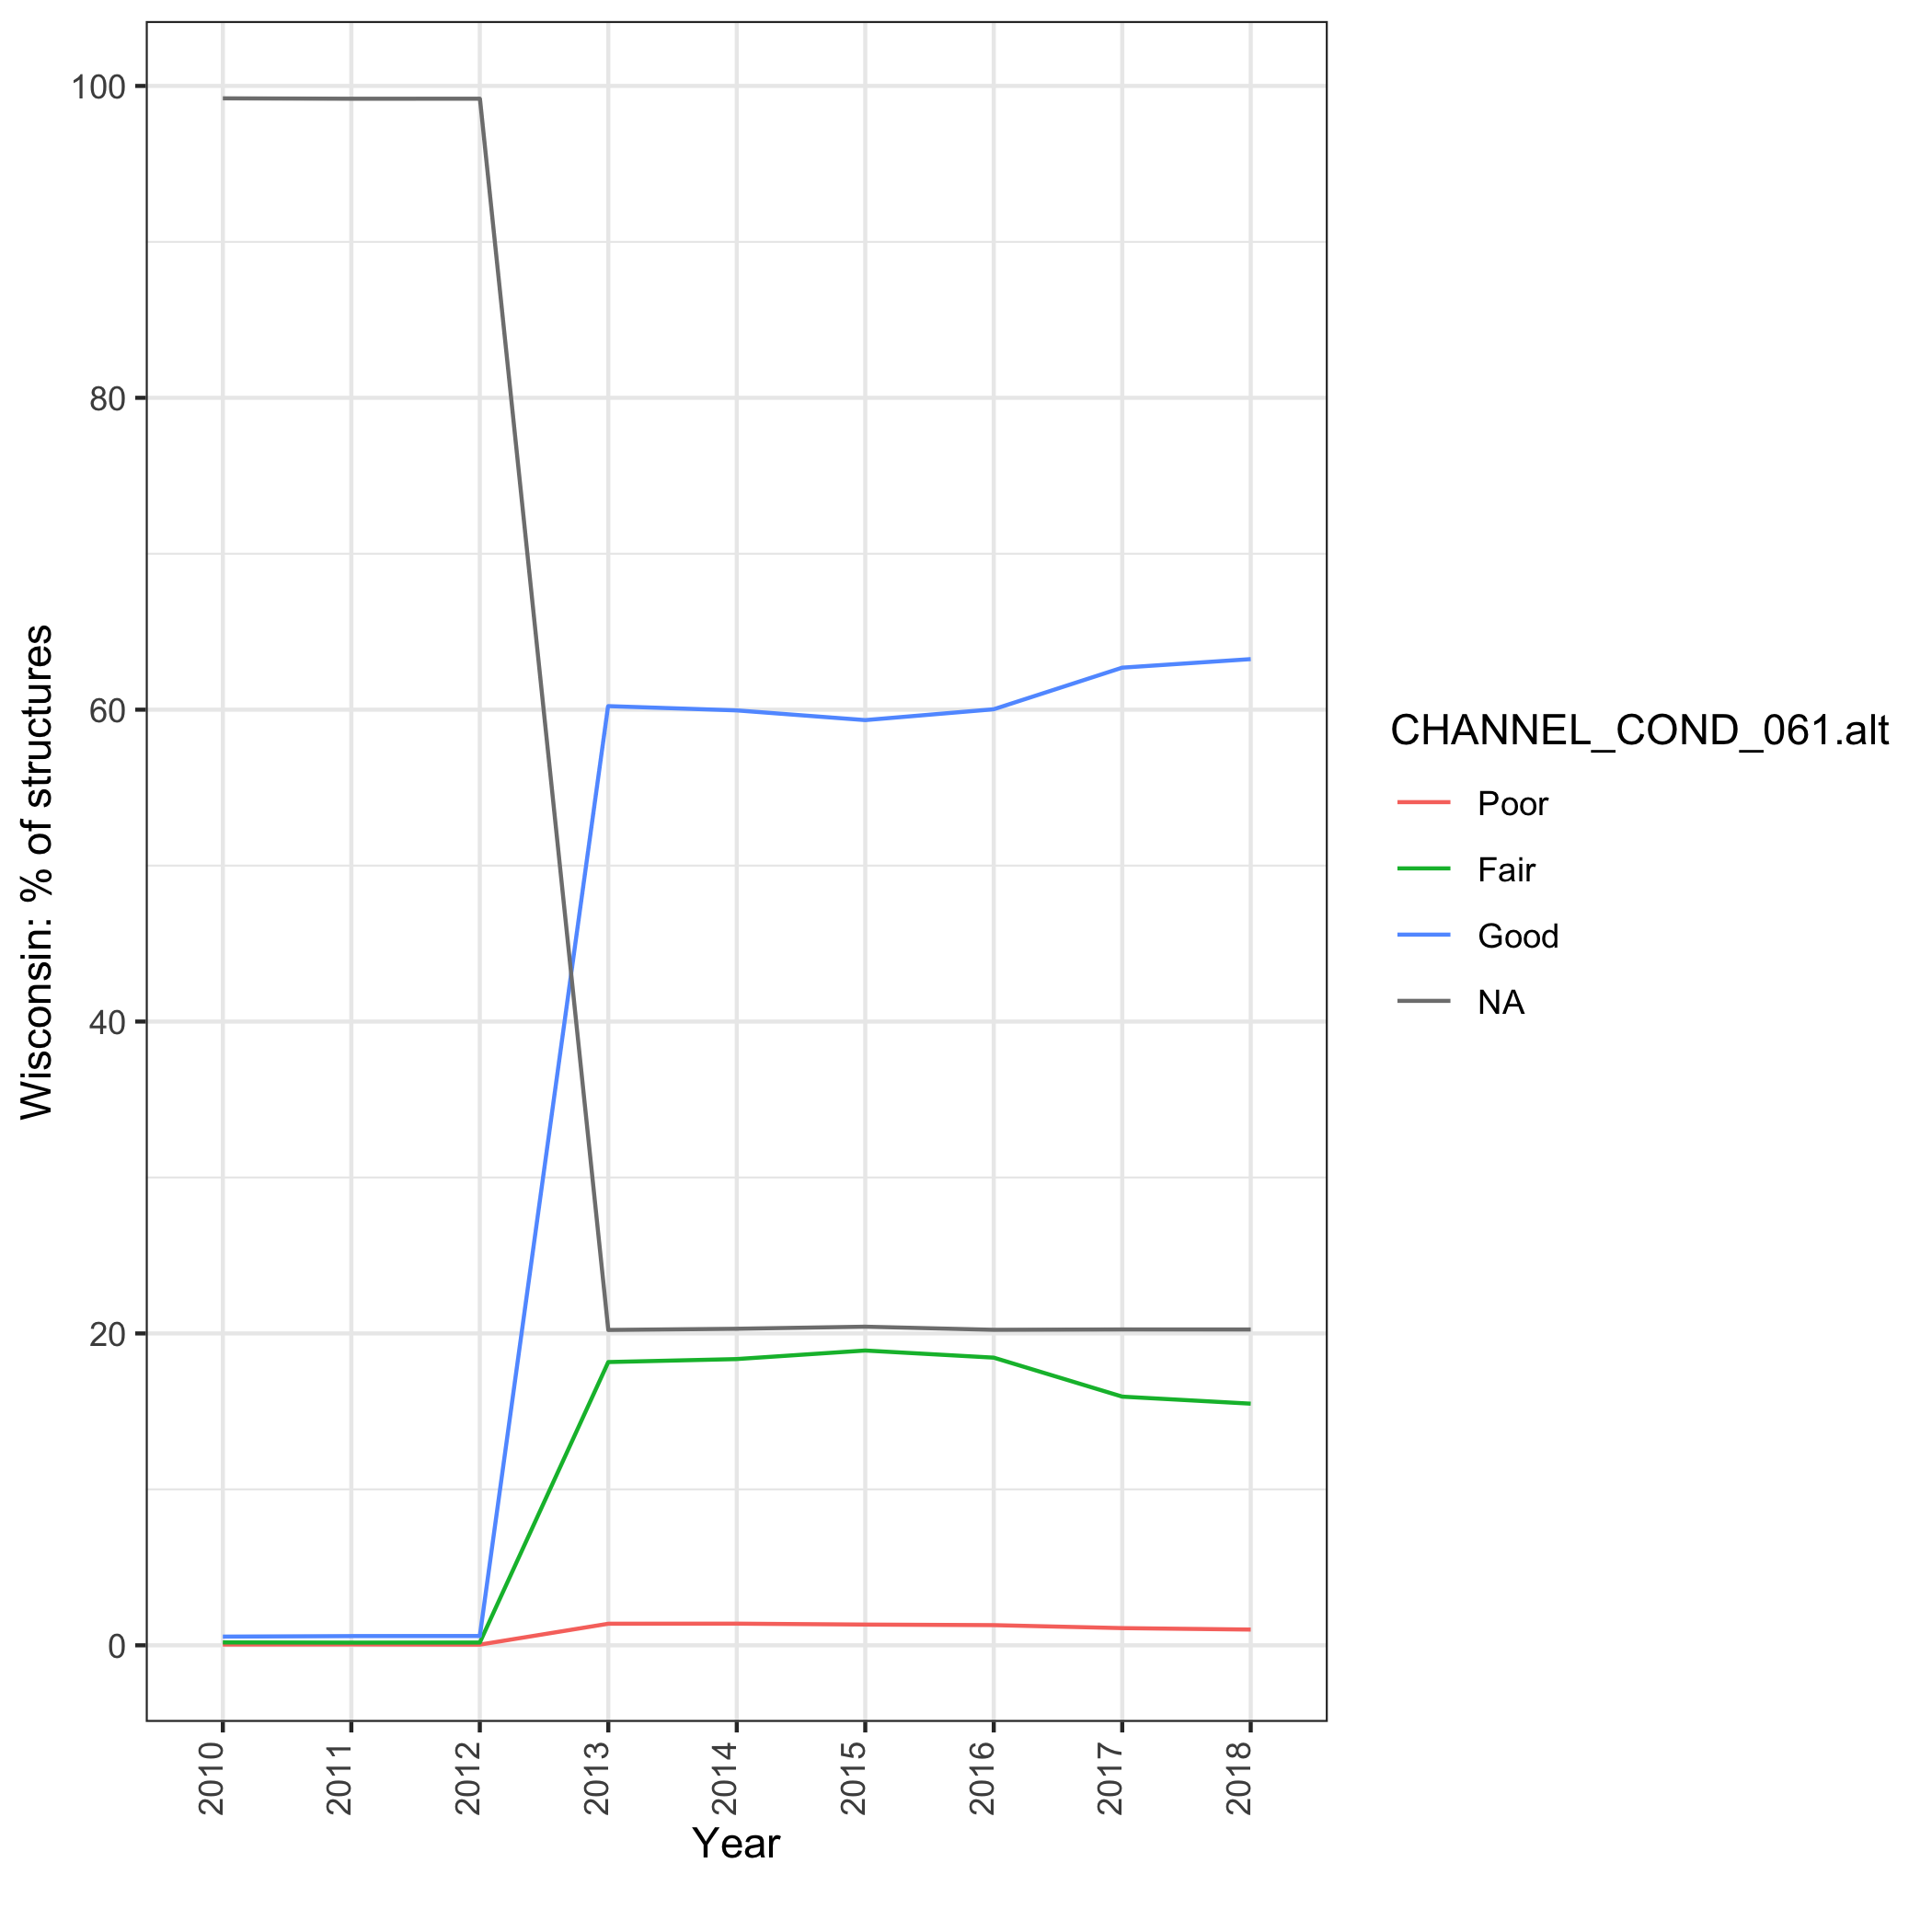 Wisconsin: % of structures
100
80
60
40
20
0
2010
2011
2012
2013
2014
2015
2016
2017
2018
Year
CHANNEL_COND_061.alt
Poor
Fair
Good
NA